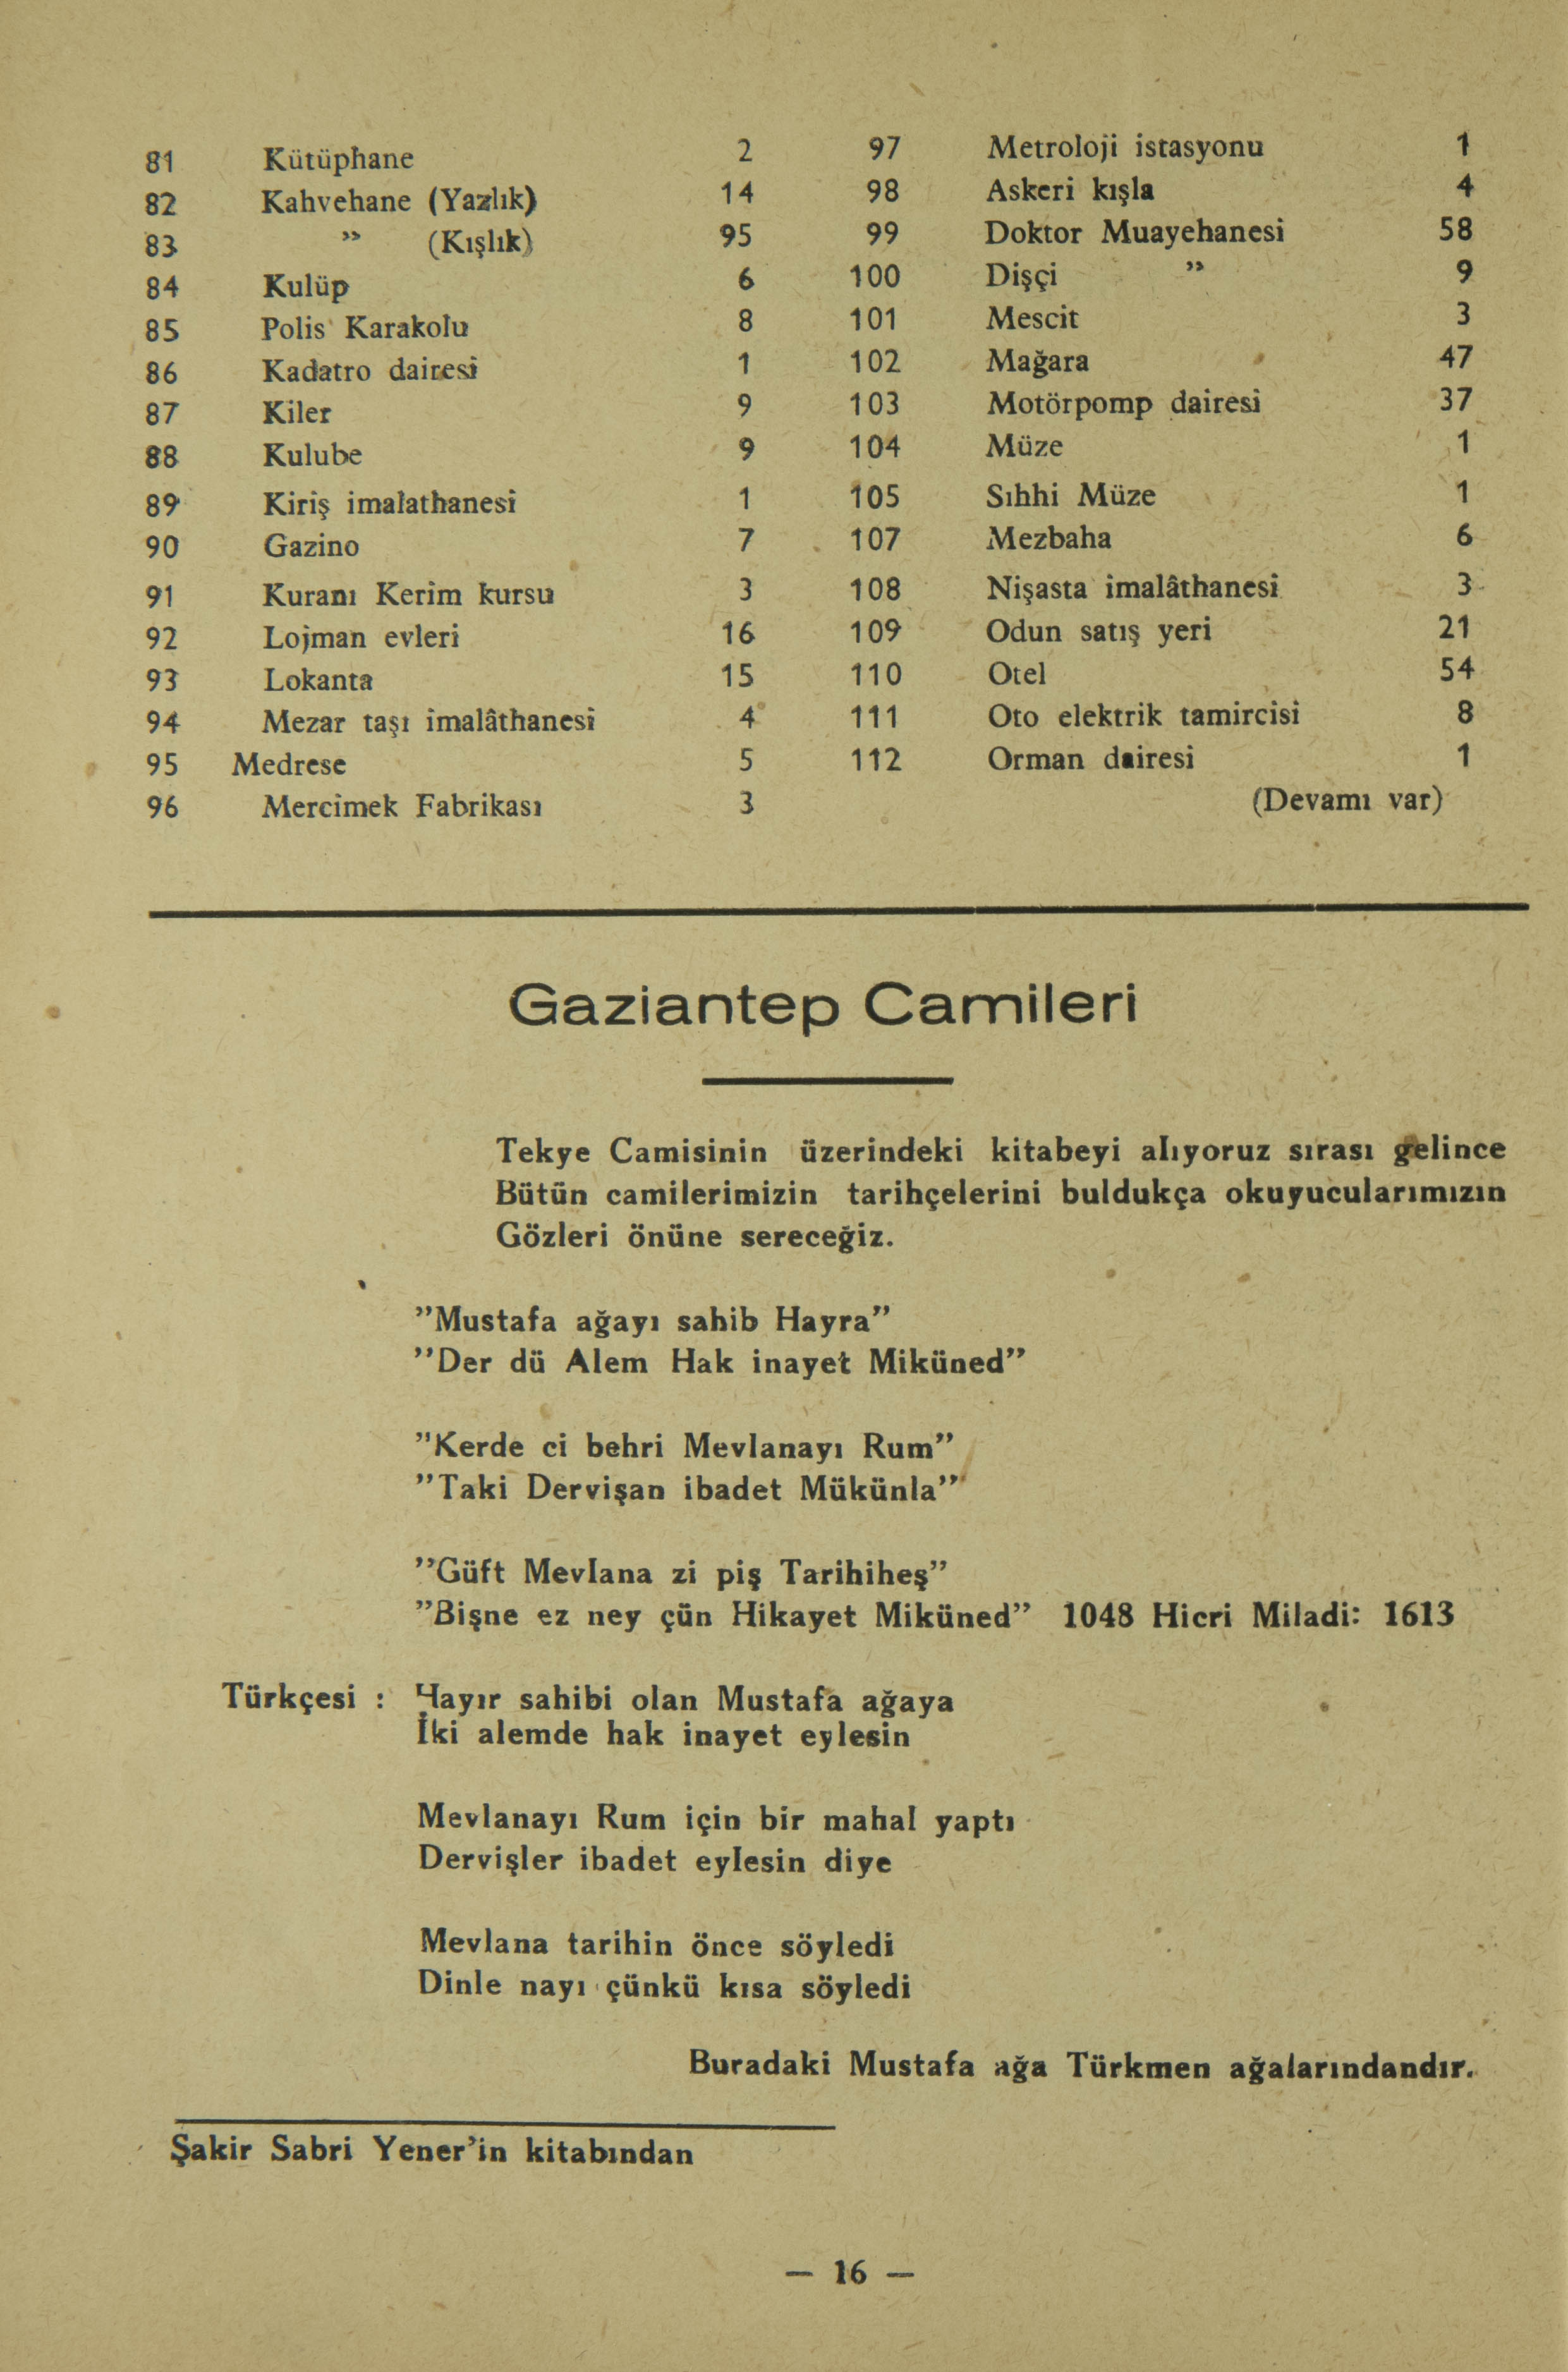 81 Kütüphane 2
82 Kahvehane (Yazlık) 14
83 ” (Kışlık) 95
84 Kulüp 6
85 Polis Karakolu 8
86 Kadatro dairesi 1
87 Kiler 9
88 Kulube 9
89 Kiriş imalathanesi 1
90 Gazino 7
91 Kuranı Kerim kursu 3
92 Lojman evleri 16
93 Lokanta 15
94 Mezar taşı imalâthanesi 4
95 Medrese 5
96 Mercimek Fabrikası 3
97 Metroloji istasyonu 1
98 Askeri kışla 4
99 Doktor Muayehanesi 58
100 Dişçi ” 9
101 Mescit 3
102 Mağara 47
103 Motörpomp dairesi 37
104 Müze 1
105 Sıhhi Müze 1
107 Mezbaha 6
108 Nişasta imalâthanesi 3
109 Odun satış yeri 21
110 Otel 54
111 Oto elektrik tamircisi 8
112 Orman dairesi 1
(Devamı var)
Gaziantep Camileri
Tekye Camisinin üzerindeki kitabeyi alıyoruz sırası gelince
Bütün camilerimizin tarihçelerini buldukça okuyucularımızın
Gözleri önüne sereceğiz.
”Mustafa ağayı sahib Hayra”
”Der dü Alem Hak inayet Miküned”
”Kerde ci behri Mevlanayı Rum”
”Taki Dervişan ibadet Mükünla”
”Güft Mevlana zi piş Tarihiheş”
”Bişne ez ney çün Hikayet Miküned” 1048 Hicri Miladi: 1613
Türkçesi : Hayır sahibi olan Mustafa ağaya
İki alemde hak inayet eylesin
Mevlanayı Rum için bir mahal yaptı
Dervişler ibadet eylesin diye
Mevlana tarihin önce söyledi
Dinle nayı çünkü kısa söyledi
Buradaki Mustafa ağa Türkmen ağalarındandır.
Şakir Sabri Yener’in kitabından
— 16 —